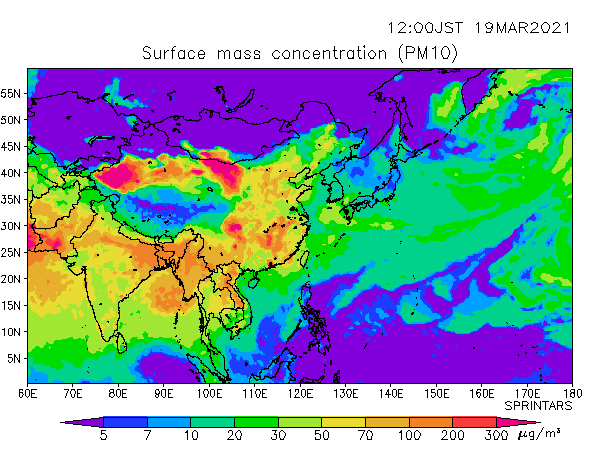 12:00JST 19MAR2021
Surface mass concentration (PM10)
55N
50N
45N
40N
35N
30N
25N
20N
15N
10N
5N
60E 70E 80E 90E 100E 110E 120E 130E 140E 150E 160E 170E 180
SPRINTARS
5 7 10 20 30 50 70 100 200 300 μg/m³